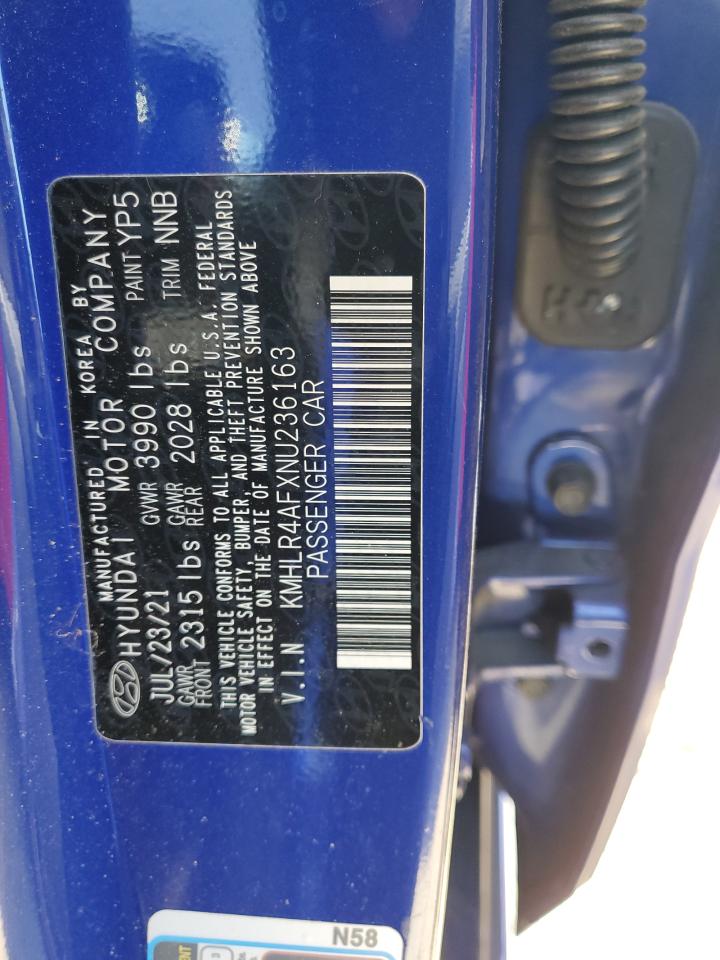 MANUFACTURED IN KOREA BY
HYUNDAI MOTOR COMPANY
JUL/23/21 GVWR 3990 lbs PAINT YP5
GAWR FRONT 2315 lbs GAWR REAR 2028 lbs TRIM NNB
THIS VEHICLE CONFORMS TO ALL APPLICABLE U.S.A. FEDERAL
MOTOR VEHICLE SAFETY, BUMPER, AND THEFT PREVENTION STANDARDS
IN EFFECT ON THE DATE OF MANUFACTURE SHOWN ABOVE
V.I.N KMHLR4AFXNU236163
PASSENGER CAR
N58